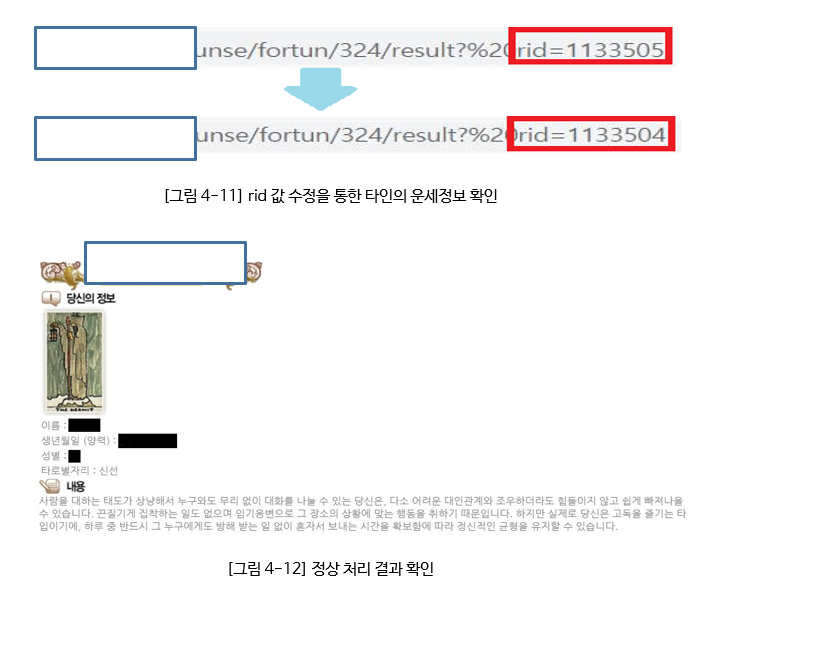 unse/fortun/324/result?%20rid=1133505
unse/fortun/324/result?%20rid=1133504
[그림 4-11] rid 값 수정을 통한 타인의 운세정보 확인
당신의 정보
THE HERMIT
이름 :
생년월일 (양력) :
성별 :
타로별자리 : 신선
내용
사람을 대하는 태도가 상냥해서 누구와도 무리 없이 대화를 나눌 수 있는 당신은, 다소 어려운 대인관계와 조우하더라도 힘들이지 않고 쉽게 빠져나올
수 있습니다. 끈질기게 집착하는 일도 없으며 임기응변으로 그 장소의 상황에 맞는 행동을 취하기 때문입니다. 하지만 실제로 당신은 고독을 즐기는 타
입이기에, 하루 중 반드시 그 누구에게도 방해 받는 일 없이 혼자서 보내는 시간을 확보함에 따라 정신적인 균형을 유지할 수 있습니다.
[그림 4-12] 정상 처리 결과 확인